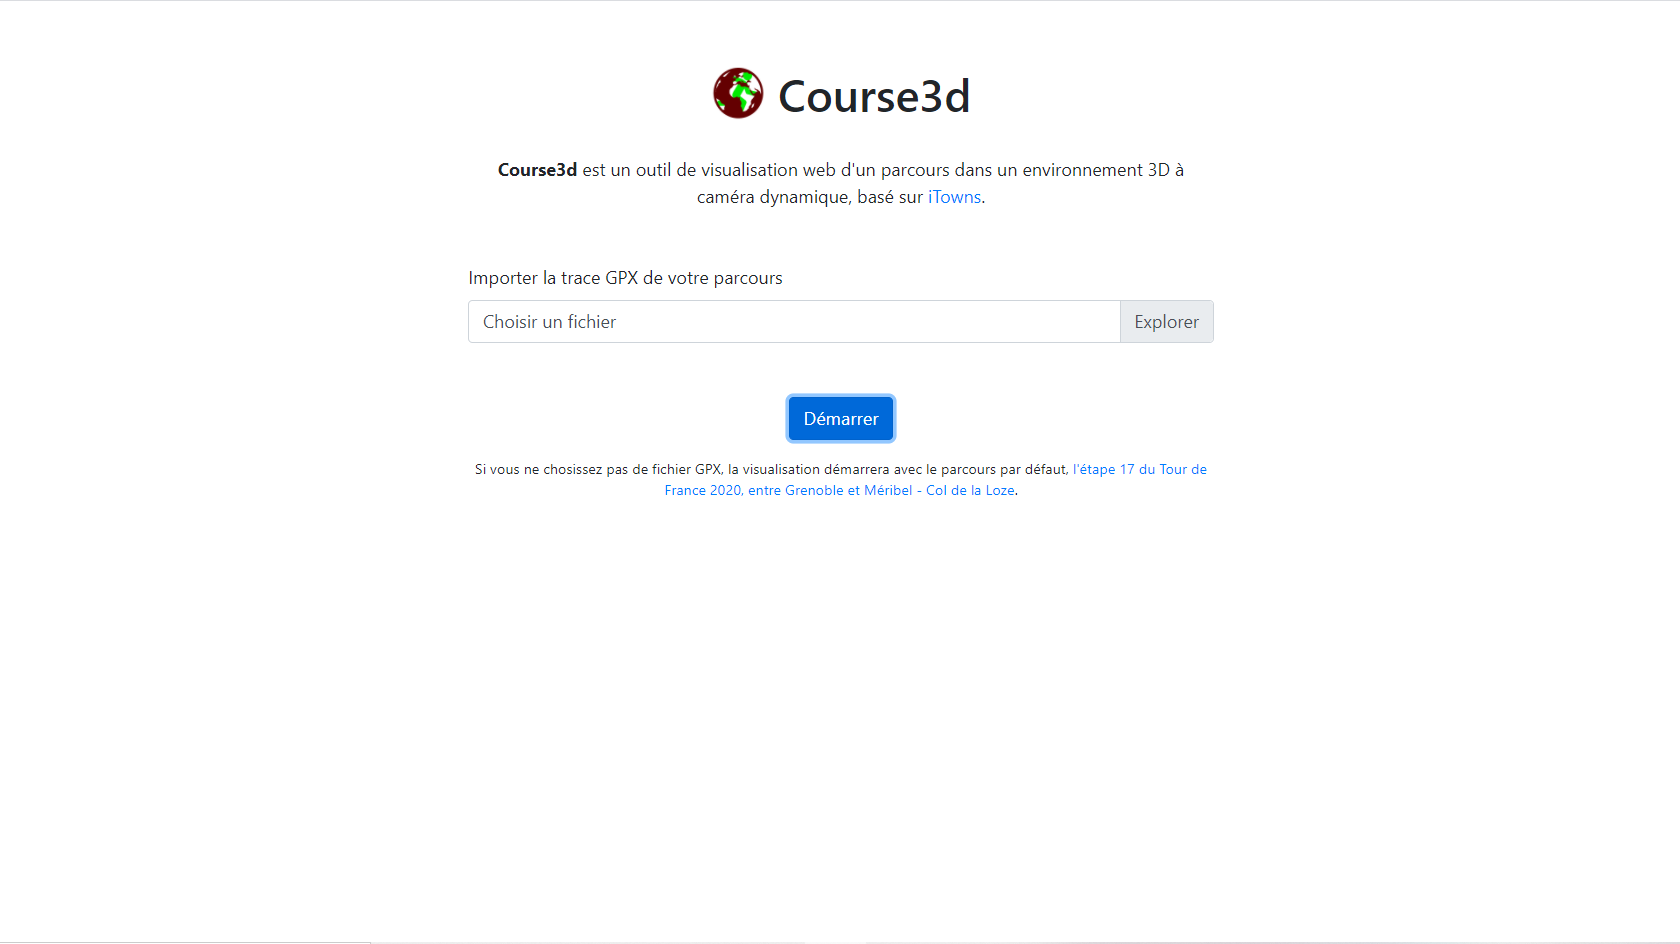 Course3d
Course3d est un outil de visualisation web d'un parcours dans un environnement 3D à
caméra dynamique, basé sur iTowns.
Importer la trace GPX de votre parcours
Choisir un fichier
Explorer
Démarrer
Si vous ne chosissez pas de fichier GPX, la visualisation démarrera avec le parcours par défaut, l'étape 17 du Tour de
France 2020, entre Grenoble et Méribel - Col de la Loze.